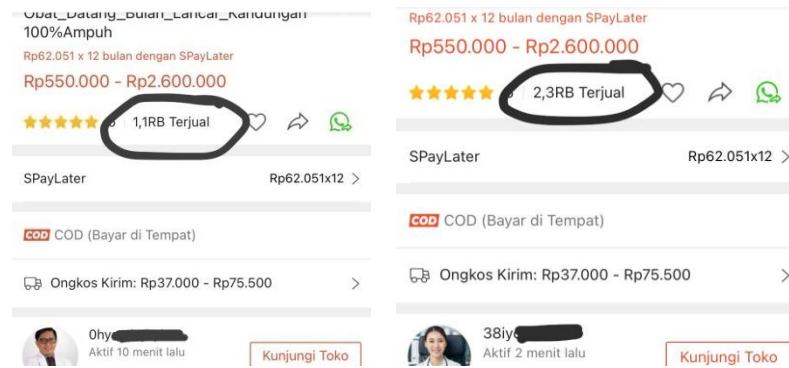 Obat_Datang_Bulan_Lancar_Kandungan
100%Ampuh
Rp62.051 x 12 bulan dengan SPayLater
Rp550.000 - Rp2.600.000
1,1RB Terjual
SPayLater
Rp62.051x12 >
COD COD (Bayar di Tempat)
Ongkos Kirim: Rp37.000 - Rp75.500 >
0hy
Aktif 10 menit lalu
Kunjungi Toko
Rp62.051 x 12 bulan dengan SPayLater
Rp550.000 - Rp2.600.000
2,3RB Terjual
SPayLater
Rp62.051x12 >
COD COD (Bayar di Tempat)
Ongkos Kirim: Rp37.000 - Rp75.500 >
38iy
Aktif 2 menit lalu
Kunjungi Toko